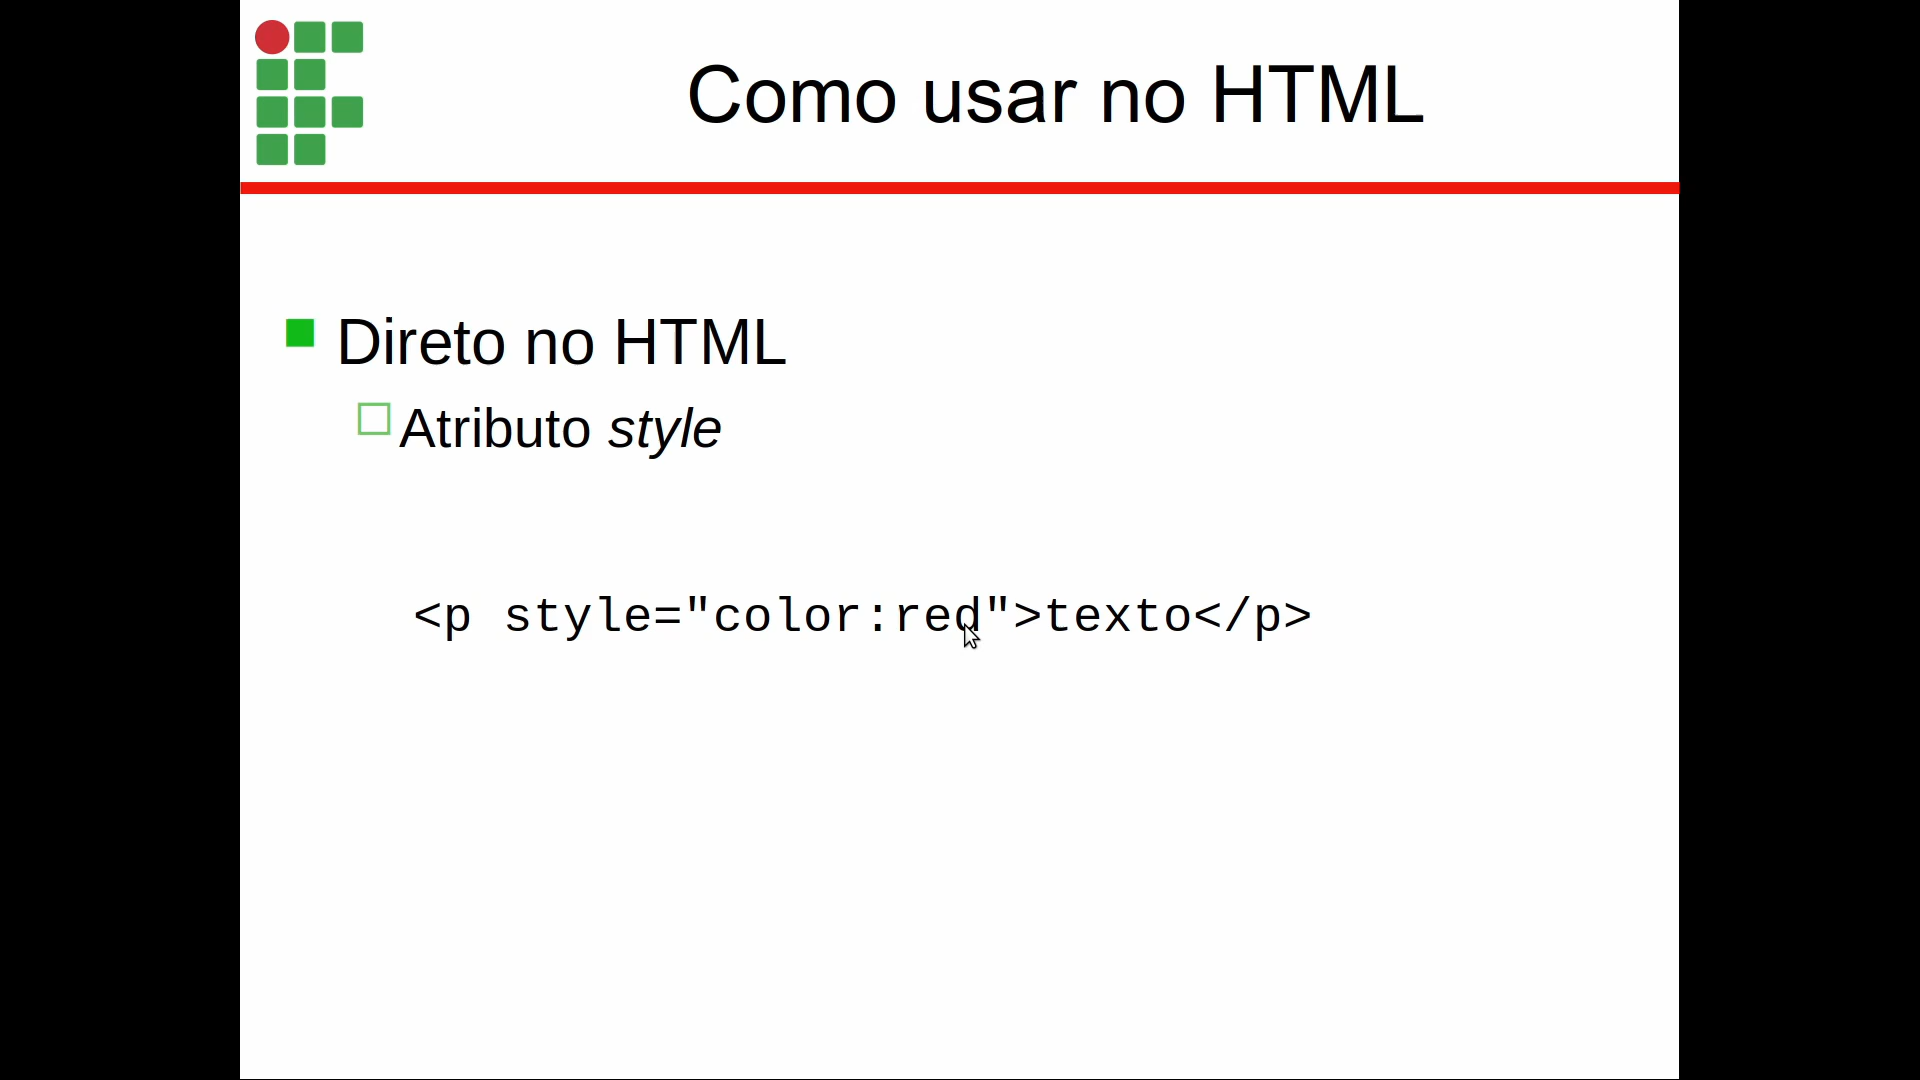 Como usar no HTML
Direto no HTML
Atributo style
<p style="color:red">texto</p>